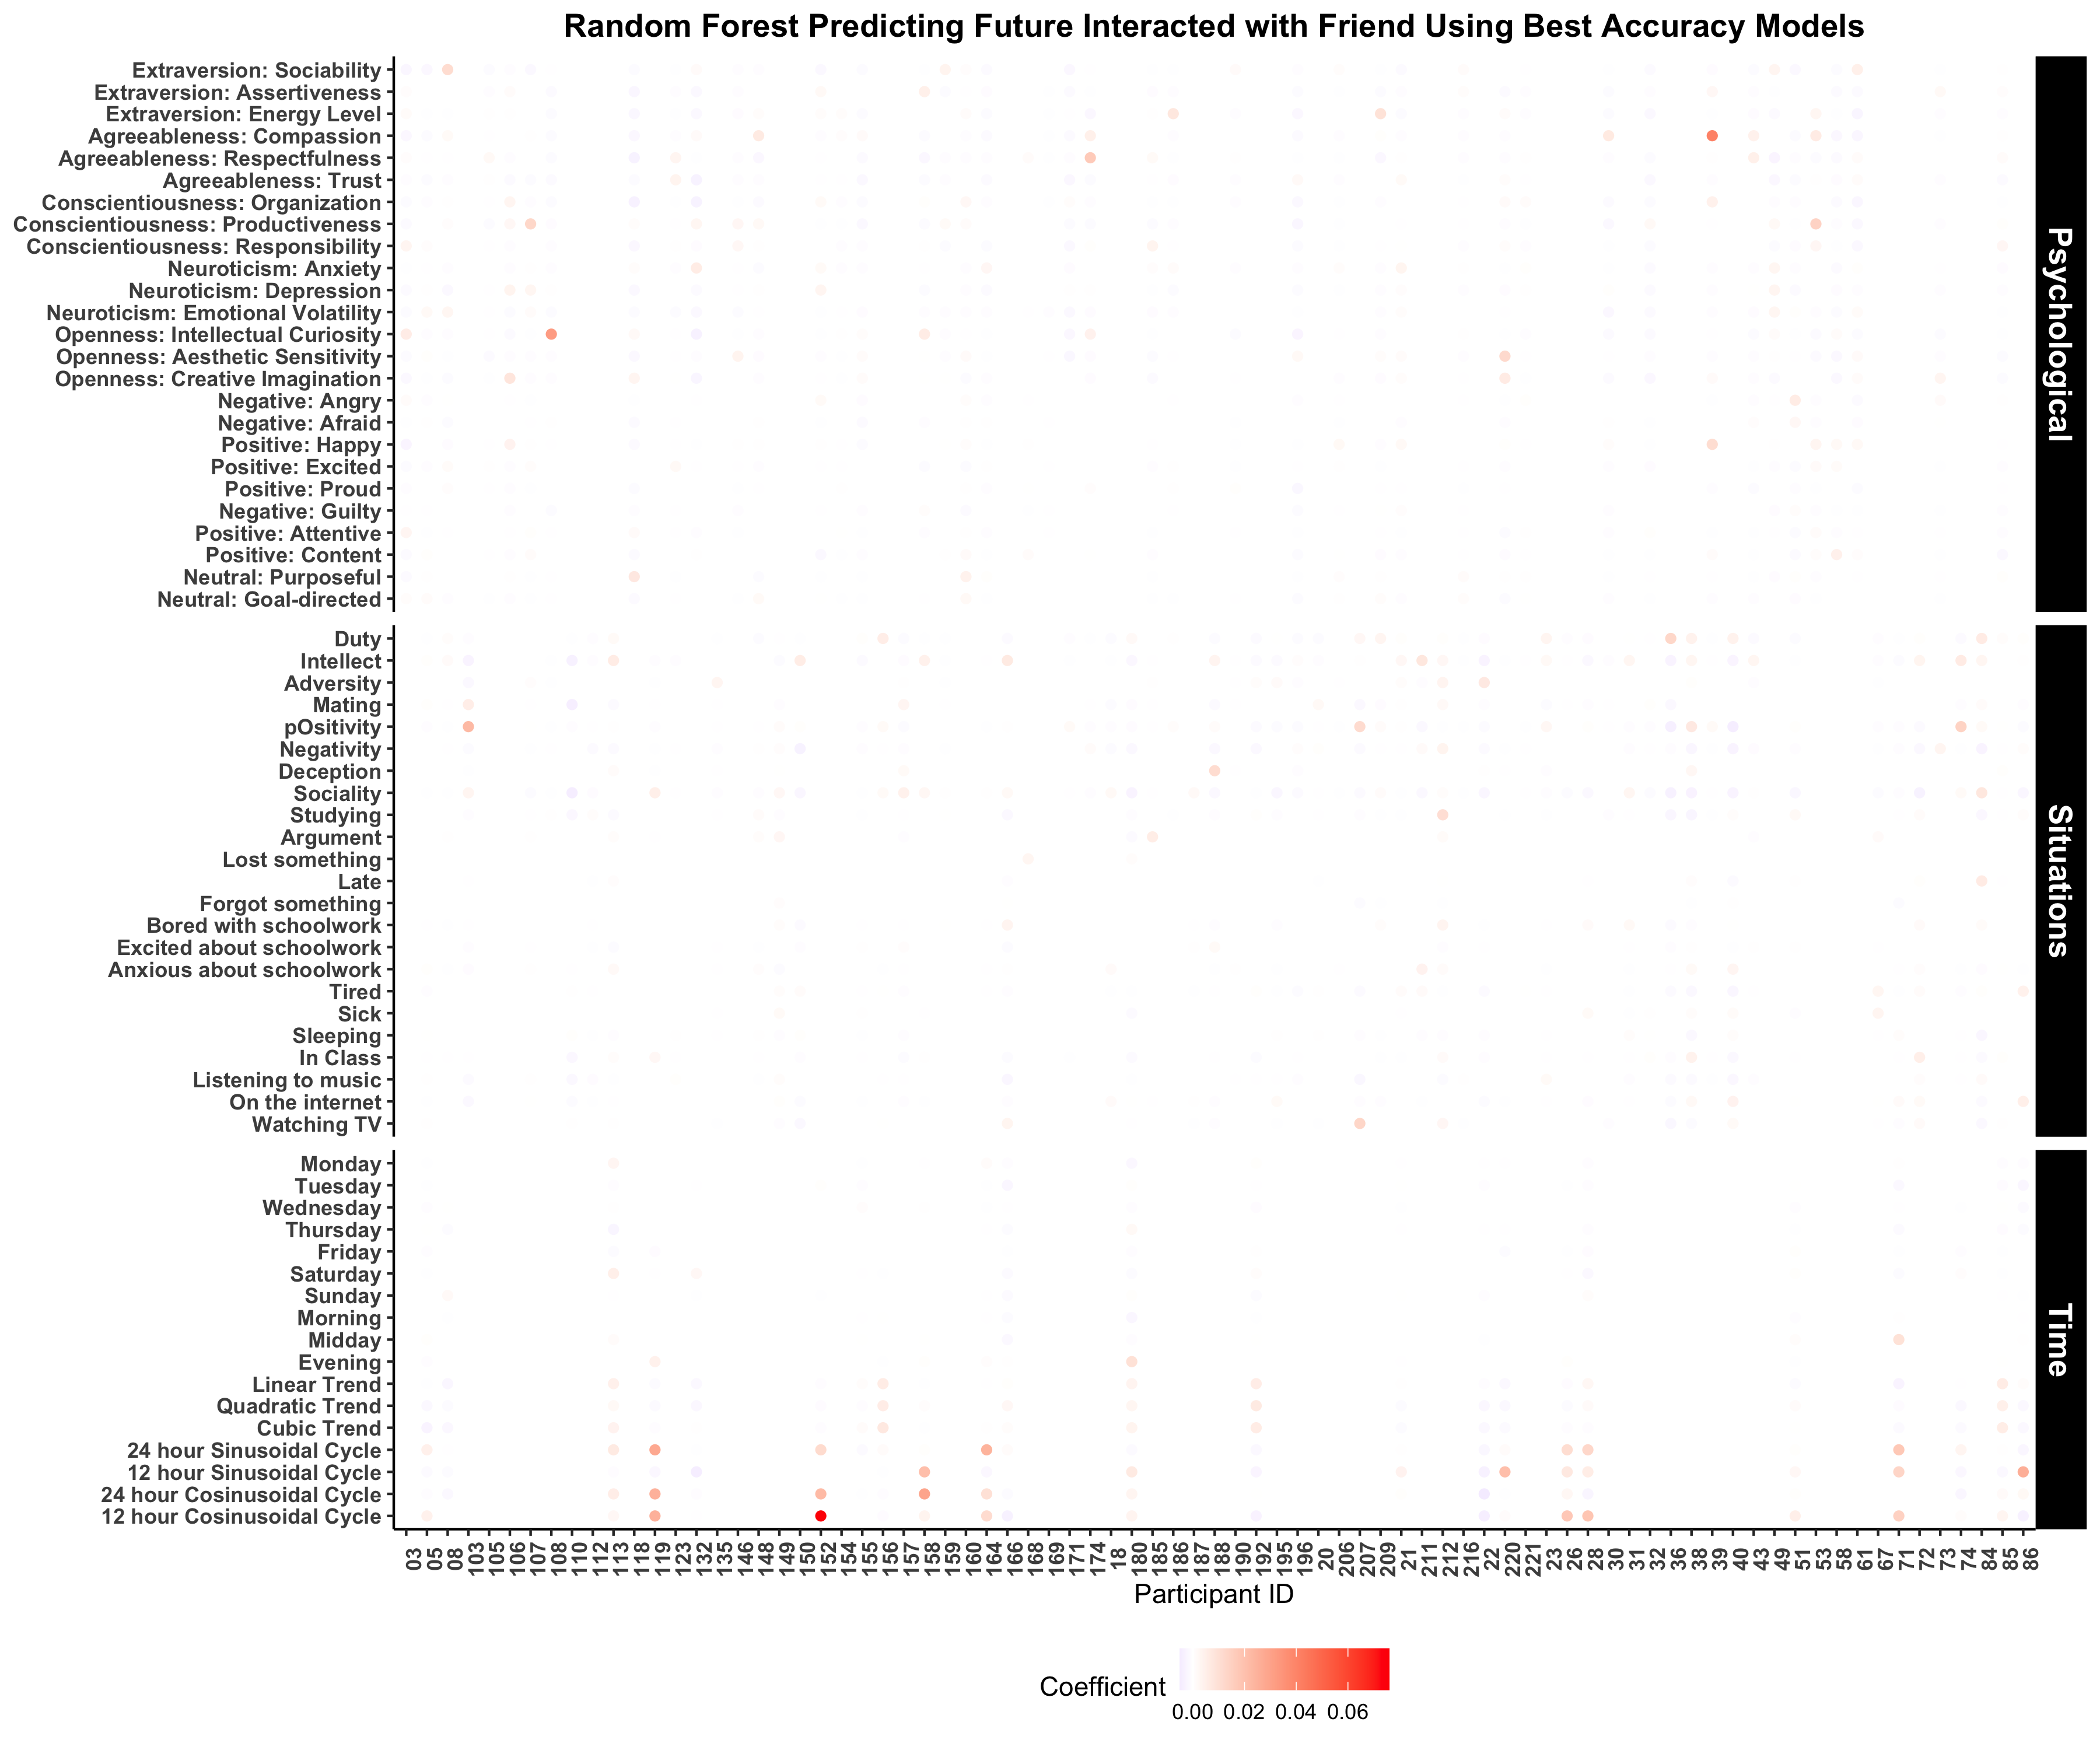 Random Forest Predicting Future Interacted with Friend Using Best Accuracy Models
Extraversion: Sociability
Extraversion: Assertiveness
Extraversion: Energy Level
Agreeableness: Compassion
Agreeableness: Respectfulness
Agreeableness: Trust
Conscientiousness: Organization
Conscientiousness: Productiveness
Conscientiousness: Responsibility
Neuroticism: Anxiety
Neuroticism: Depression
Neuroticism: Emotional Volatility
Openness: Intellectual Curiosity
Openness: Aesthetic Sensitivity
Openness: Creative Imagination
Negative: Angry
Negative: Afraid
Positive: Happy
Positive: Excited
Positive: Proud
Negative: Guilty
Positive: Attentive
Positive: Content
Neutral: Purposeful
Neutral: Goal-directed
Psychological
Duty
Intellect
Adversity
Mating
pOsitivity
Negativity
Deception
Sociality
Studying
Argument
Lost something
Late
Forgot something
Bored with schoolwork
Excited about schoolwork
Anxious about schoolwork
Tired
Sick
Sleeping
In Class
Listening to music
On the internet
Watching TV
Situations
Monday
Tuesday
Wednesday
Thursday
Friday
Saturday
Sunday
Morning
Midday
Evening
Linear Trend
Quadratic Trend
Cubic Trend
24 hour Sinusoidal Cycle
12 hour Sinusoidal Cycle
24 hour Cosinusoidal Cycle
12 hour Cosinusoidal Cycle
Time
03 05 08 103 105 106 107 108 110 112 113 118 119 123 132 135 146 148 149 150 152 154 155 156 157 158 159 160 164 166 168 169 171 174 18 180 185 186 187 188 190 192 195 196 20 206 207 209 21 211 212 216 22 220 221 23 26 28 30 31 32 36 38 39 40 43 49 51 53 58 61 67 71 72 73 74 84 85 86
Participant ID
Coefficient
0.00 0.02 0.04 0.06